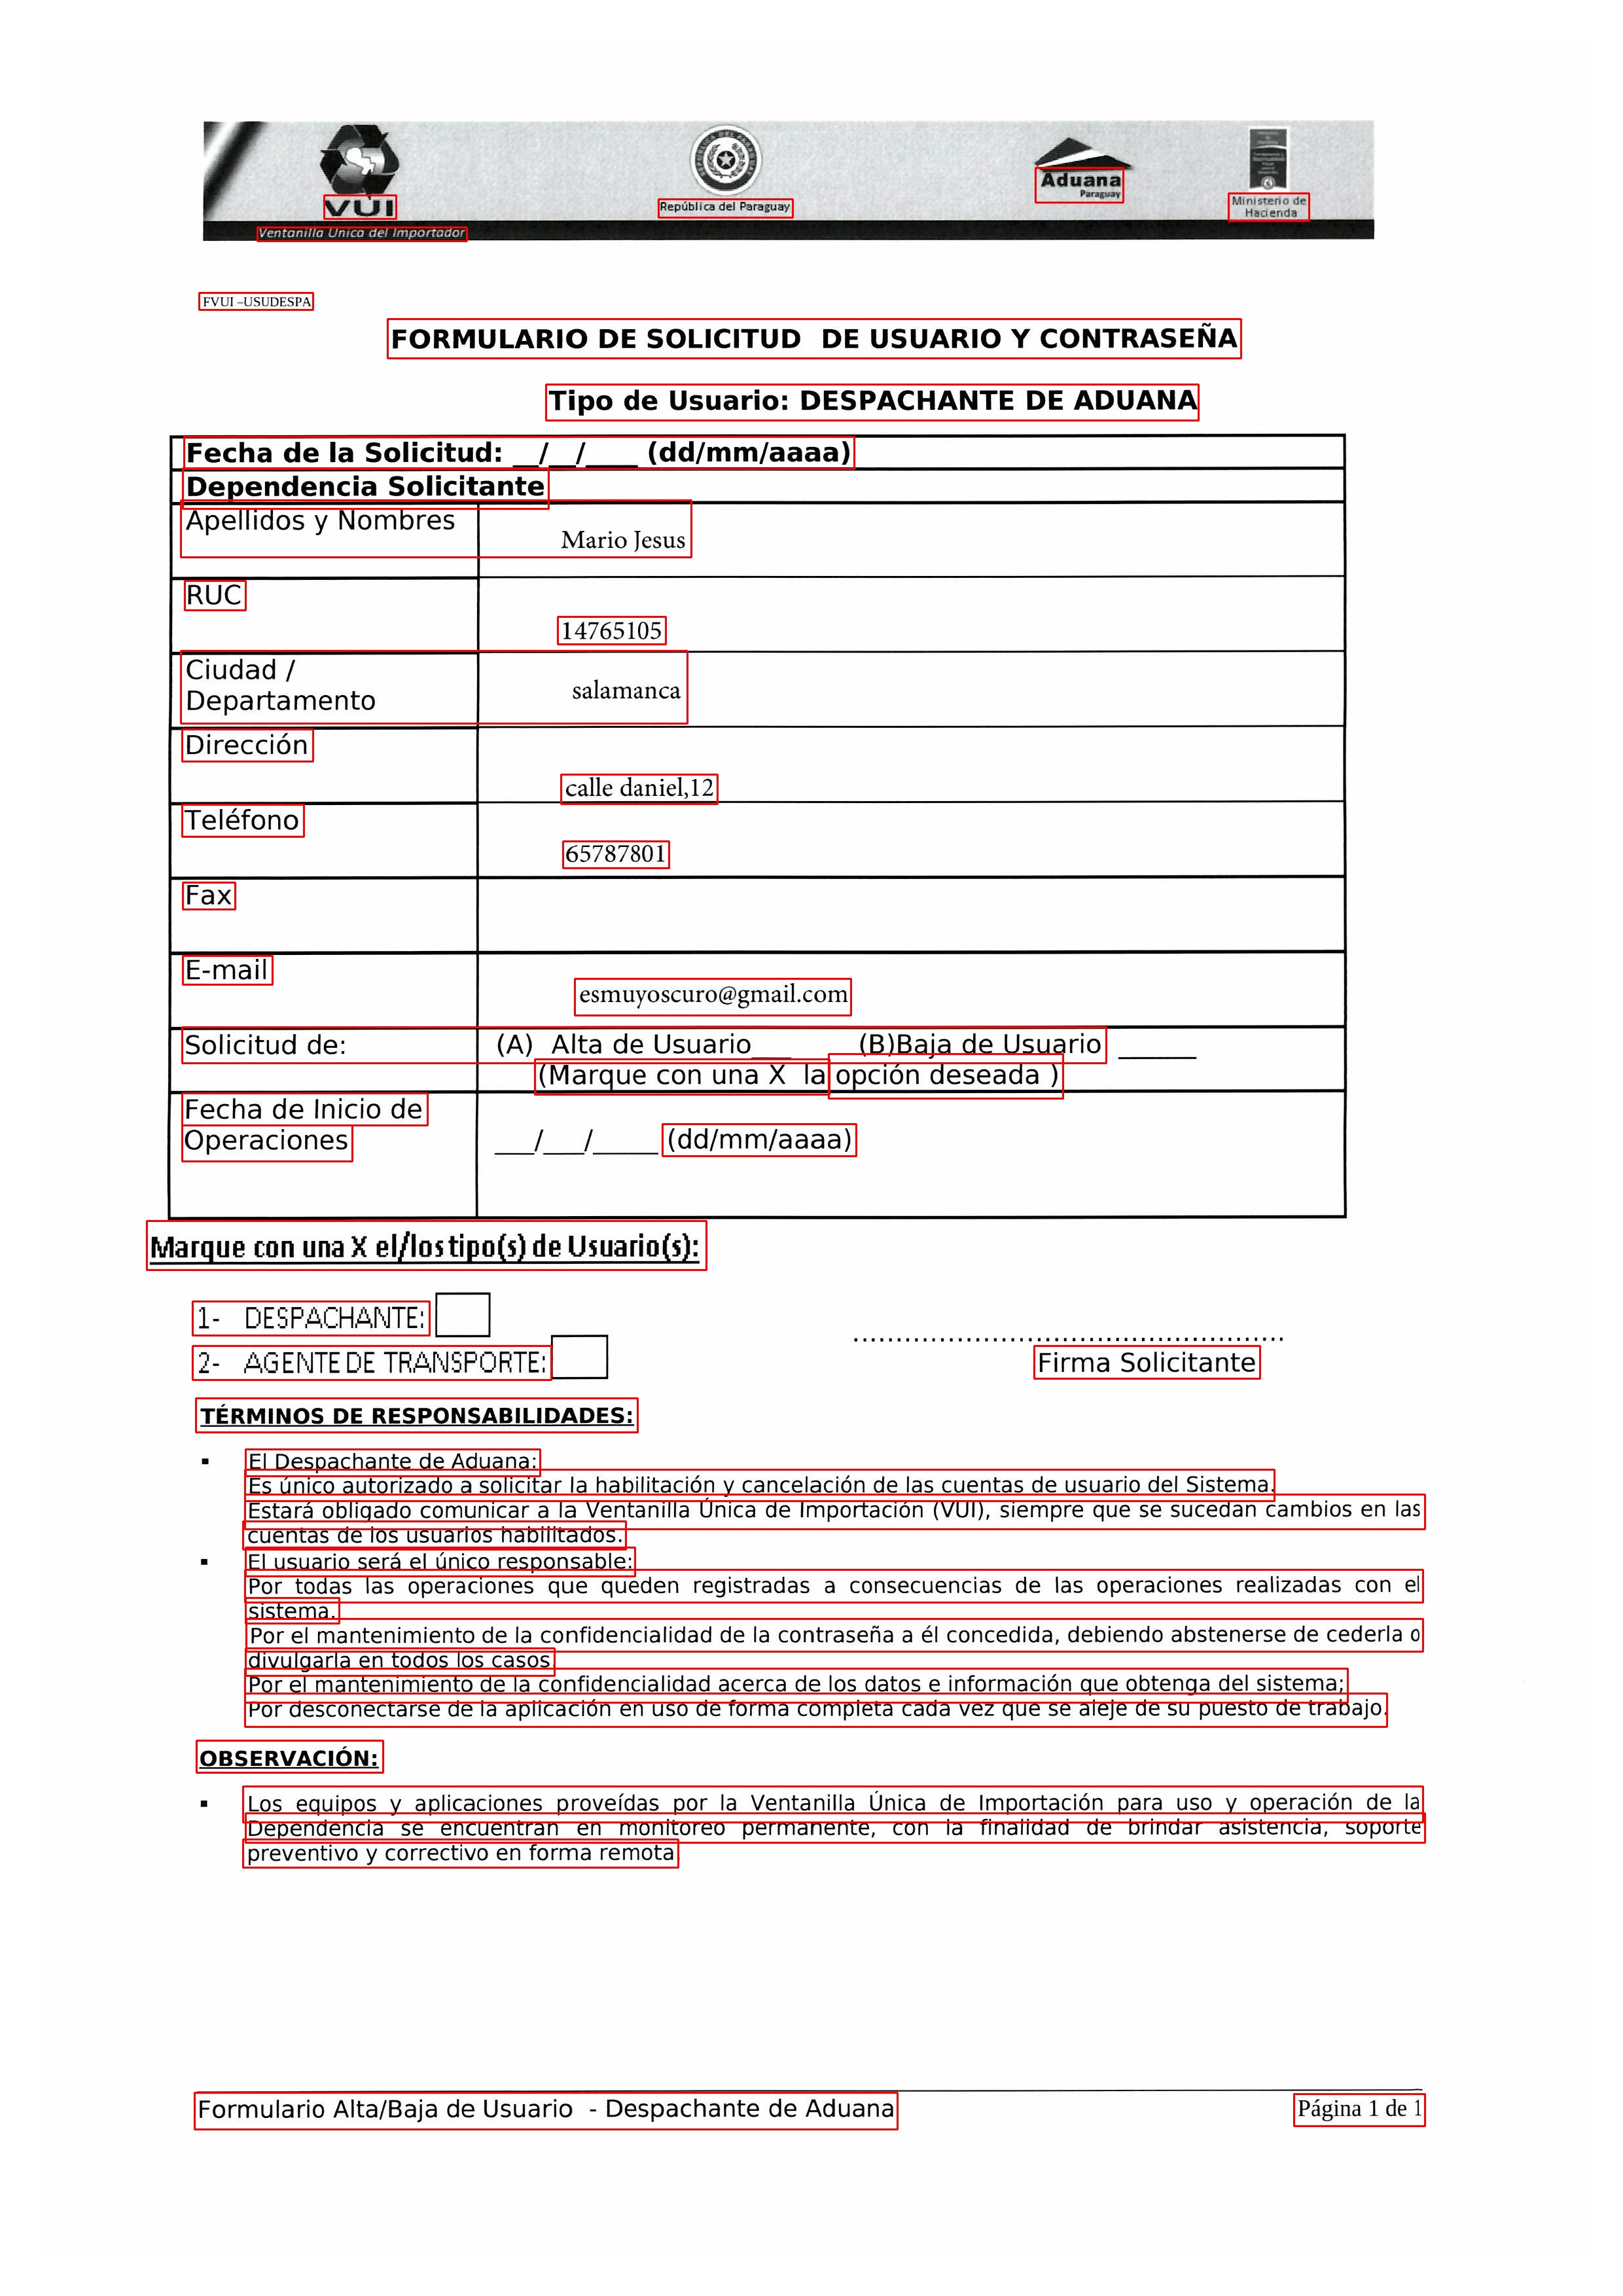 VUI
Ventanilla Unica del Importador
República del Paraguay
Aduana
Paraguay
Ministerio de
Hacienda
FVUI –USUDESPA
FORMULARIO DE SOLICITUD DE USUARIO Y CONTRASEÑA
Tipo de Usuario: DESPACHANTE DE ADUANA
Fecha de la Solicitud: __/__/____ (dd/mm/aaaa)
Dependencia Solicitante
Apellidos y Nombres Mario Jesus
RUC 14765105
Ciudad /
Departamento salamanca
Dirección calle daniel,12
Teléfono 65787801
Fax
E-mail esmuyoscuro@gmail.com
Solicitud de: (A) Alta de Usuario___ (B)Baja de Usuario ______
(Marque con una X la opción deseada )
Fecha de Inicio de
Operaciones ___/___/_____ (dd/mm/aaaa)
Marque con una X el/los tipo(s) de Usuario(s):
1- DESPACHANTE:
2- AGENTE DE TRANSPORTE:
Firma Solicitante
TÉRMINOS DE RESPONSABILIDADES:
▪ El Despachante de Aduana:
Es único autorizado a solicitar la habilitación y cancelación de las cuentas de usuario del Sistema.
Estará obligado comunicar a la Ventanilla Única de Importación (VUI), siempre que se sucedan cambios en las
cuentas de los usuarios habilitados.
▪ El usuario será el único responsable:
Por todas las operaciones que queden registradas a consecuencias de las operaciones realizadas con el
sistema.
Por el mantenimiento de la confidencialidad de la contraseña a él concedida, debiendo abstenerse de cederla o
divulgarla en todos los casos
Por el mantenimiento de la confidencialidad acerca de los datos e información que obtenga del sistema;
Por desconectarse de la aplicación en uso de forma completa cada vez que se aleje de su puesto de trabajo.
OBSERVACIÓN:
▪ Los equipos y aplicaciones proveídas por la Ventanilla Única de Importación para uso y operación de la
Dependencia se encuentran en monitoreo permanente, con la finalidad de brindar asistencia, soporte
preventivo y correctivo en forma remota
Formulario Alta/Baja de Usuario - Despachante de Aduana Página 1 de 1